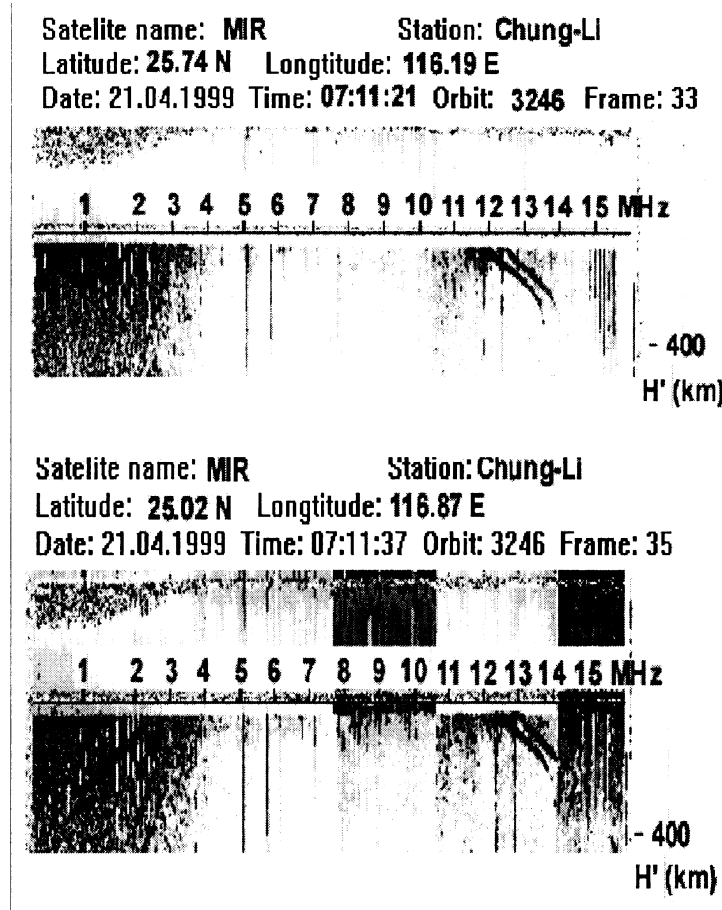 Satelite name: MIR Station: Chung-Li
Latitude: 25.74 N Longtitude: 116.19 E
Date: 21.04.1999 Time: 07:11:21 Orbit: 3246 Frame: 33
1 2 3 4 5 6 7 8 9 10 11 12 13 14 15 MHz
- 400
H' (km)
Satelite name: MIR Station: Chung-Li
Latitude: 25.02 N Longtitude: 116.87 E
Date: 21.04.1999 Time: 07:11:37 Orbit: 3246 Frame: 35
1 2 3 4 5 6 7 8 9 10 11 12 13 14 15 MHz
- 400
H' (km)